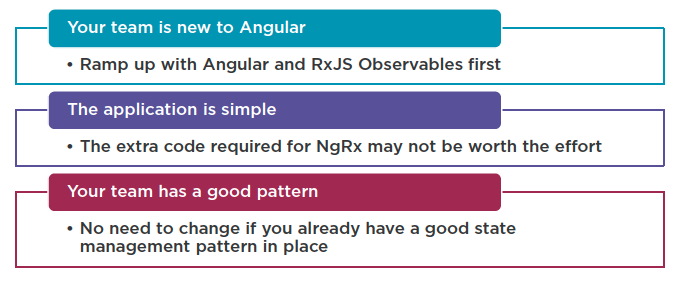 Your team is new to Angular
• Ramp up with Angular and RxJS Observables first
The application is simple
• The extra code required for NgRx may not be worth the effort
Your team has a good pattern
• No need to change if you already have a good state
management pattern in place